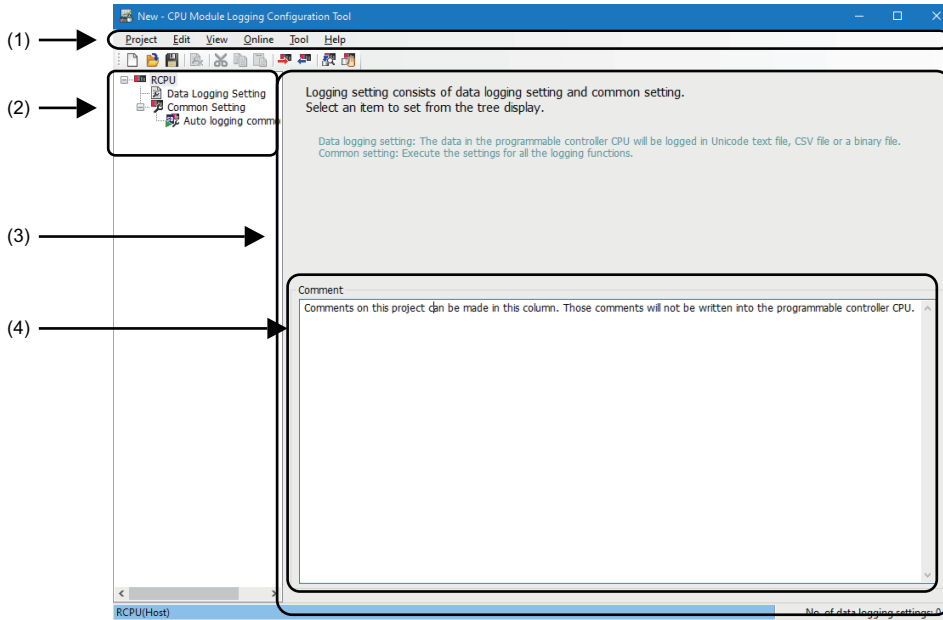 New - CPU Module Logging Configuration Tool
(1)
Project Edit View Online Tool Help
(2)
RCPU
Data Logging Setting
Common Setting
Auto logging commo
Logging setting consists of data logging setting and common setting.
Select an item to set from the tree display.
Data logging setting: The data in the programmable controller CPU will be logged in Unicode text file, CSV file or a binary file.
Common setting: Execute the settings for all the logging functions.
(3)
Comment
Comments on this project can be made in this column. Those comments will not be written into the programmable controller CPU.
(4)
RCPU(Host)
No. of data logging settings: 0